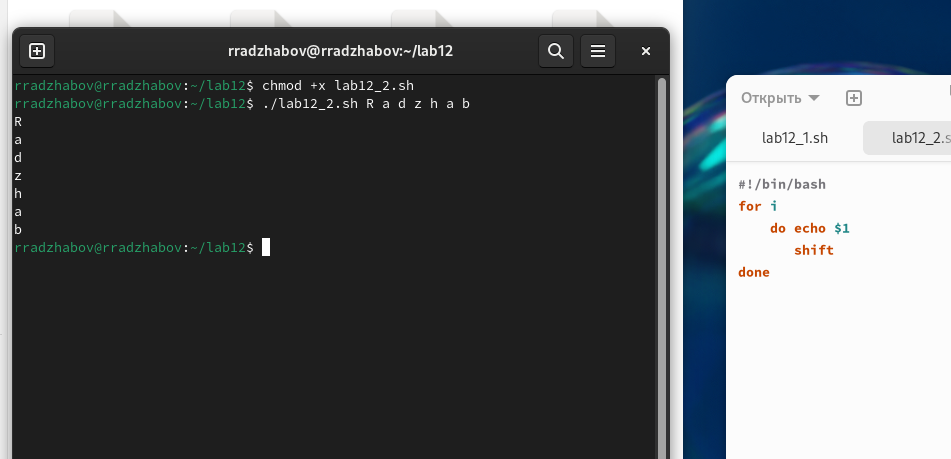 rradzhabov@rradzhabov:~/lab12
rradzhabov@rradzhabov:~/lab12$ chmod +x lab12_2.sh
rradzhabov@rradzhabov:~/lab12$ ./lab12_2.sh R a d z h a b
R
a
d
z
h
a
b
rradzhabov@rradzhabov:~/lab12$
Открыть
lab12_1.sh
lab12_2.s
#!/bin/bash
for i
do echo $1
shift
done